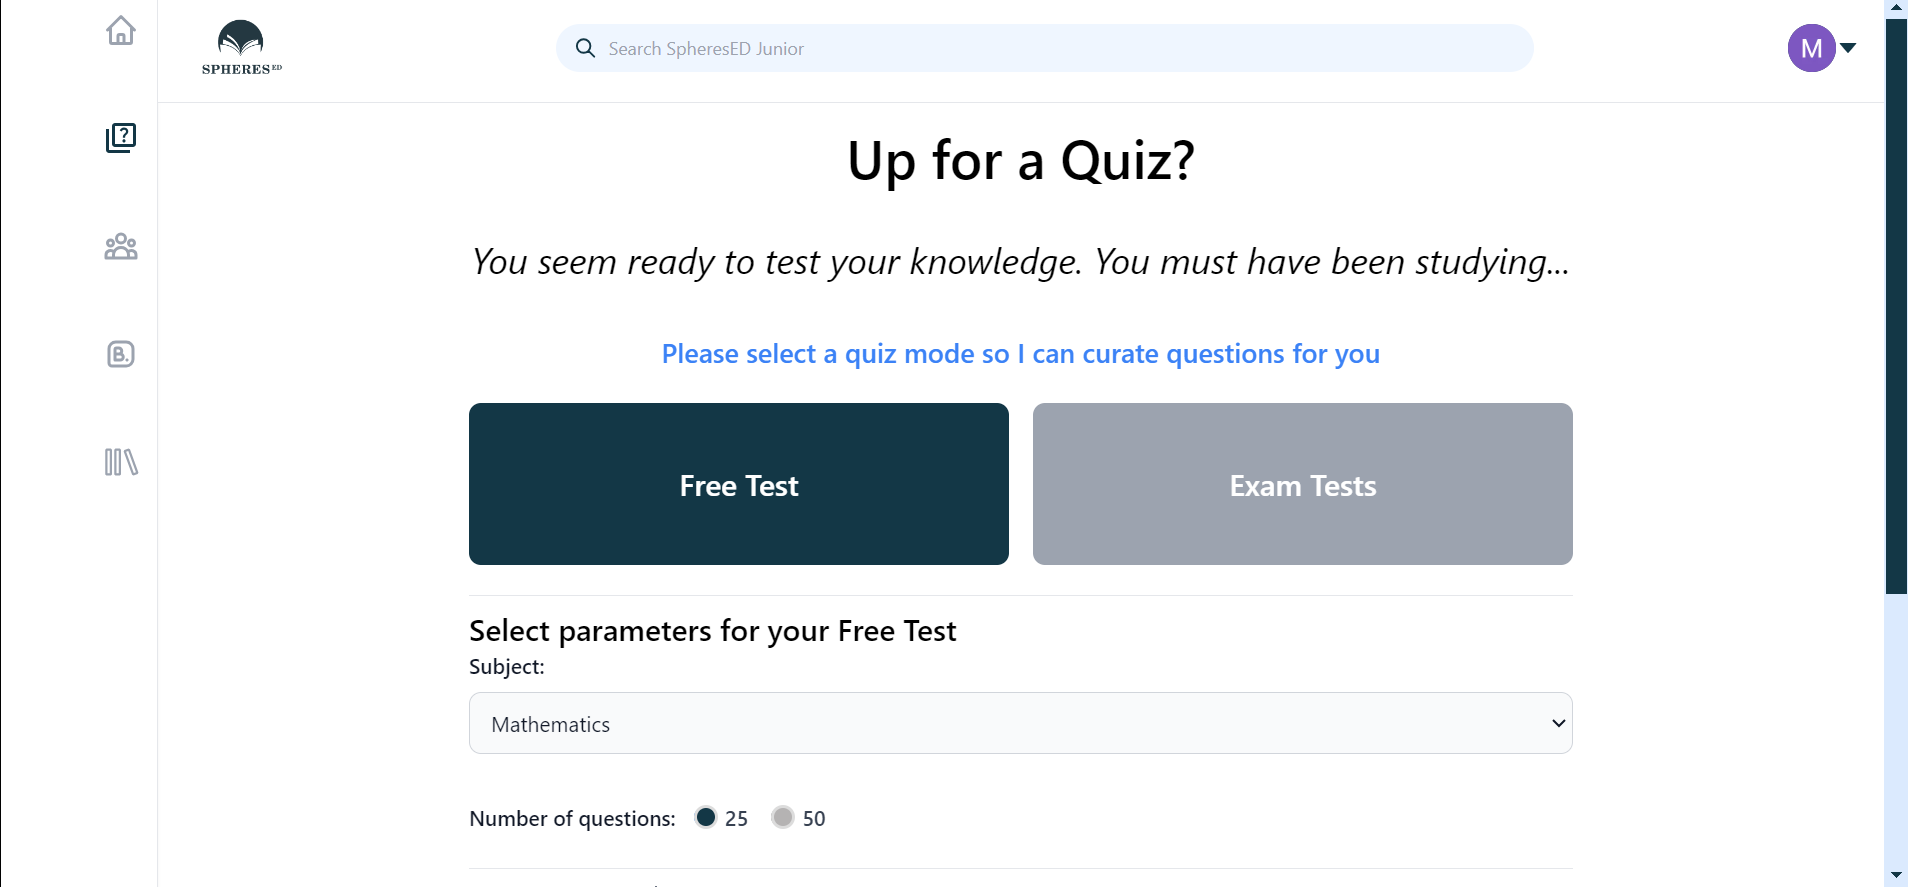 SPHERES ED
Search SpheresED Junior
M
Up for a Quiz?
You seem ready to test your knowledge. You must have been studying...
Please select a quiz mode so I can curate questions for you
Free Test
Exam Tests
Select parameters for your Free Test
Subject:
Mathematics
Number of questions: 25 50
B.
?